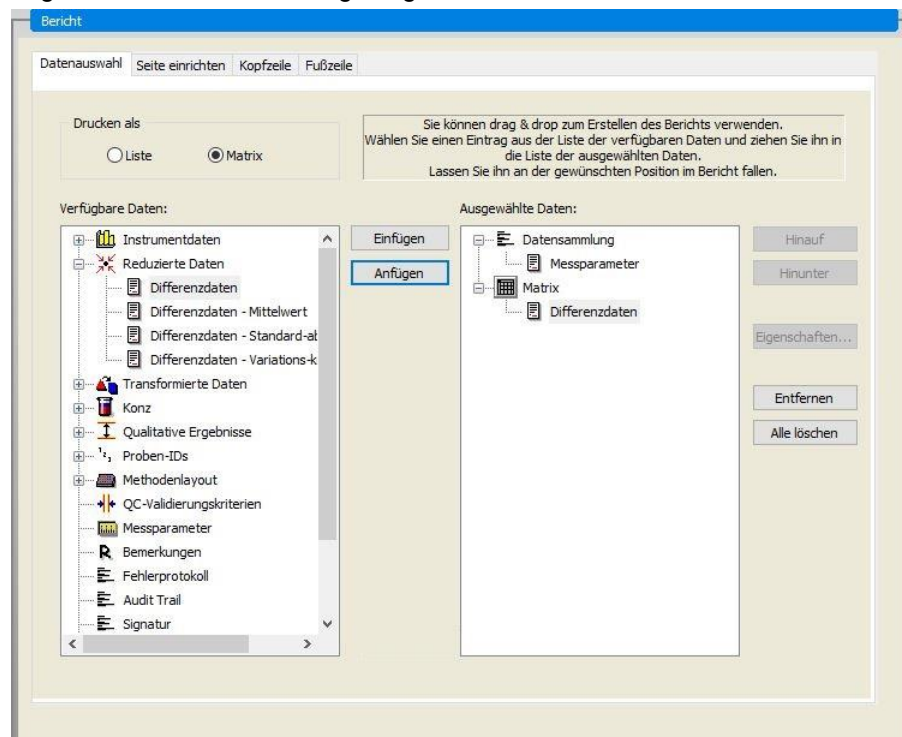 Bericht
Datenauswahl Seite einrichten Kopfzeile Fußzeile
Drucken als
Liste Matrix
Sie können drag & drop zum Erstellen des Berichts verwenden.
Wählen Sie einen Eintrag aus der Liste der verfügbaren Daten und ziehen Sie ihn in
die Liste der ausgewählten Daten.
Lassen Sie ihn an der gewünschten Position im Bericht fallen.
Verfügbare Daten:
Instrumentdaten
Reduzierte Daten
Differenzdaten
Differenzdaten - Mittelwert
Differenzdaten - Standard-ab
Differenzdaten - Variations-k
Transformierte Daten
Konz
Qualitative Ergebnisse
Proben-IDs
Methodenlayout
QC-Validierungskriterien
Messparameter
Bemerkungen
Fehlerprotokoll
Audit Trail
Signatur
Einfügen
Anfügen
Ausgewählte Daten:
Datensammlung
Messparameter
Matrix
Differenzdaten
Hinauf
Hinunter
Eigenschaften...
Entfernen
Alle löschen